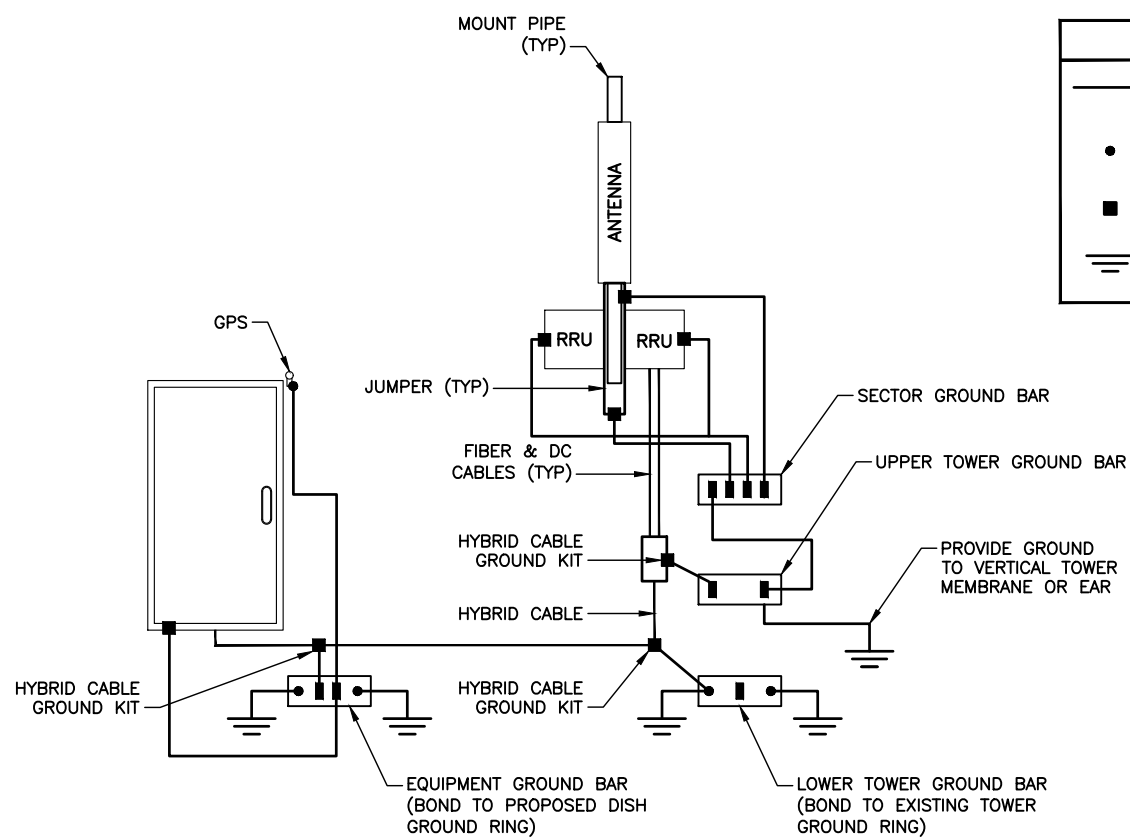 MOUNT PIPE
(TYP)
ANTENNA
GPS
RRU
RRU
JUMPER (TYP)
SECTOR GROUND BAR
FIBER & DC
CABLES (TYP)
UPPER TOWER GROUND BAR
HYBRID CABLE
GROUND KIT
PROVIDE GROUND
TO VERTICAL TOWER
MEMBRANE OR EAR
HYBRID CABLE
HYBRID CABLE
GROUND KIT
HYBRID CABLE
GROUND KIT
EQUIPMENT GROUND BAR
(BOND TO PROPOSED DISH
GROUND RING)
LOWER TOWER GROUND BAR
(BOND TO EXISTING TOWER
GROUND RING)